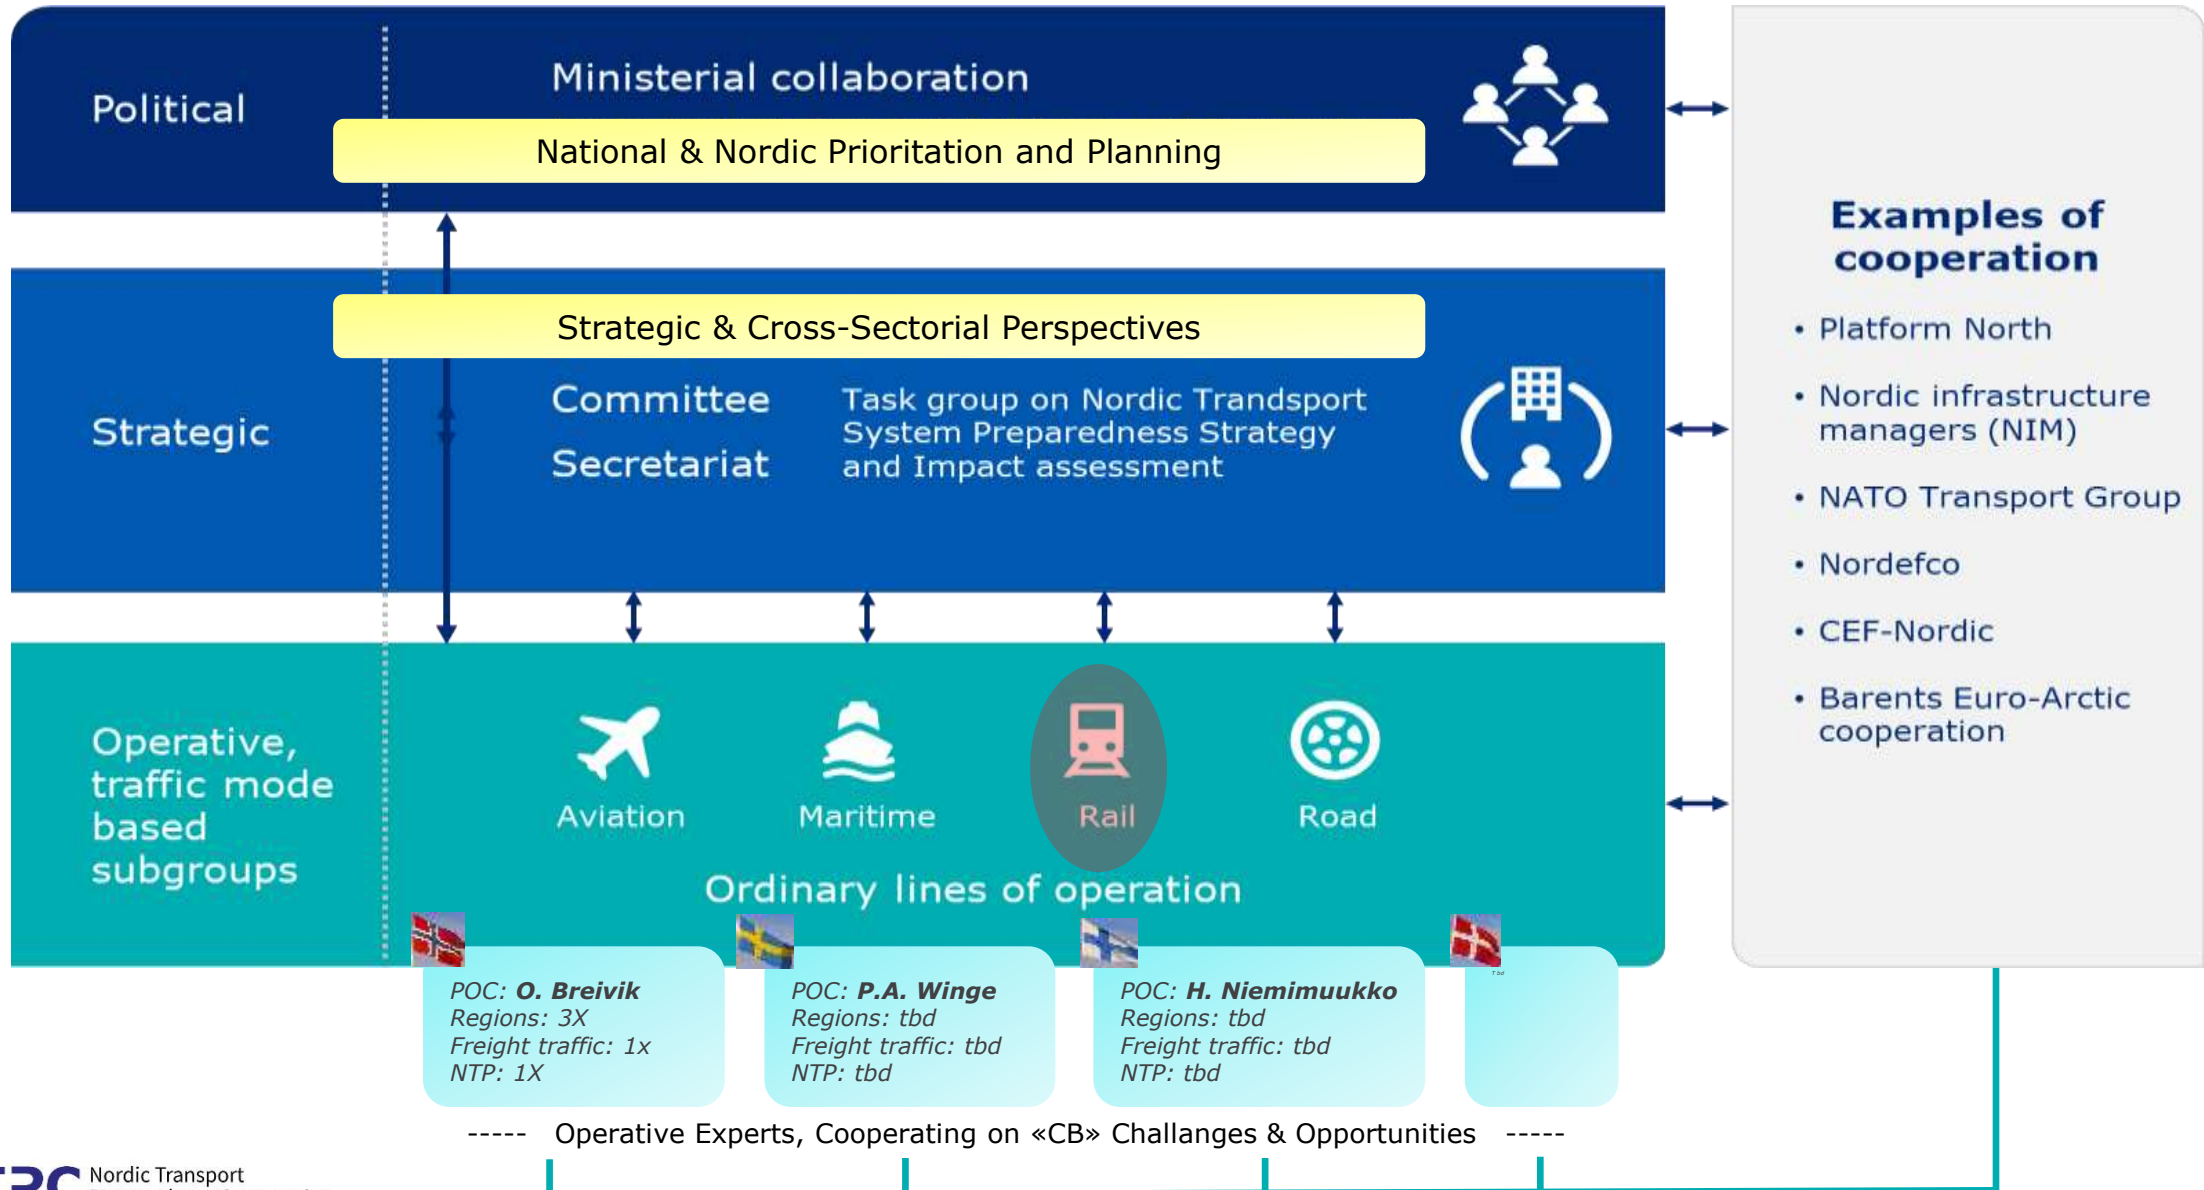 Political
Ministerial collaboration
National & Nordic Prioritation and Planning
Strategic & Cross-Sectorial Perspectives
Strategic
Committee
Secretariat
Task group on Nordic Trandsport
System Preparedness Strategy
and Impact assessment
Operative,
traffic mode
based
subgroups
Aviation
Maritime
Rail
Road
Ordinary lines of operation
Examples of
cooperation
• Platform North
• Nordic infrastructure
managers (NIM)
• NATO Transport Group
• Nordefco
• CEF-Nordic
• Barents Euro-Arctic
cooperation
POC: O. Breivik
Regions: 3X
Freight traffic: 1x
NTP: 1X
POC: P.A. Winge
Regions: tbd
Freight traffic: tbd
NTP: tbd
POC: H. Niemimuukko
Regions: tbd
Freight traffic: tbd
NTP: tbd
Tbd
----- Operative Experts, Cooperating on «CB» Challanges & Opportunities -----
Nordic Transport